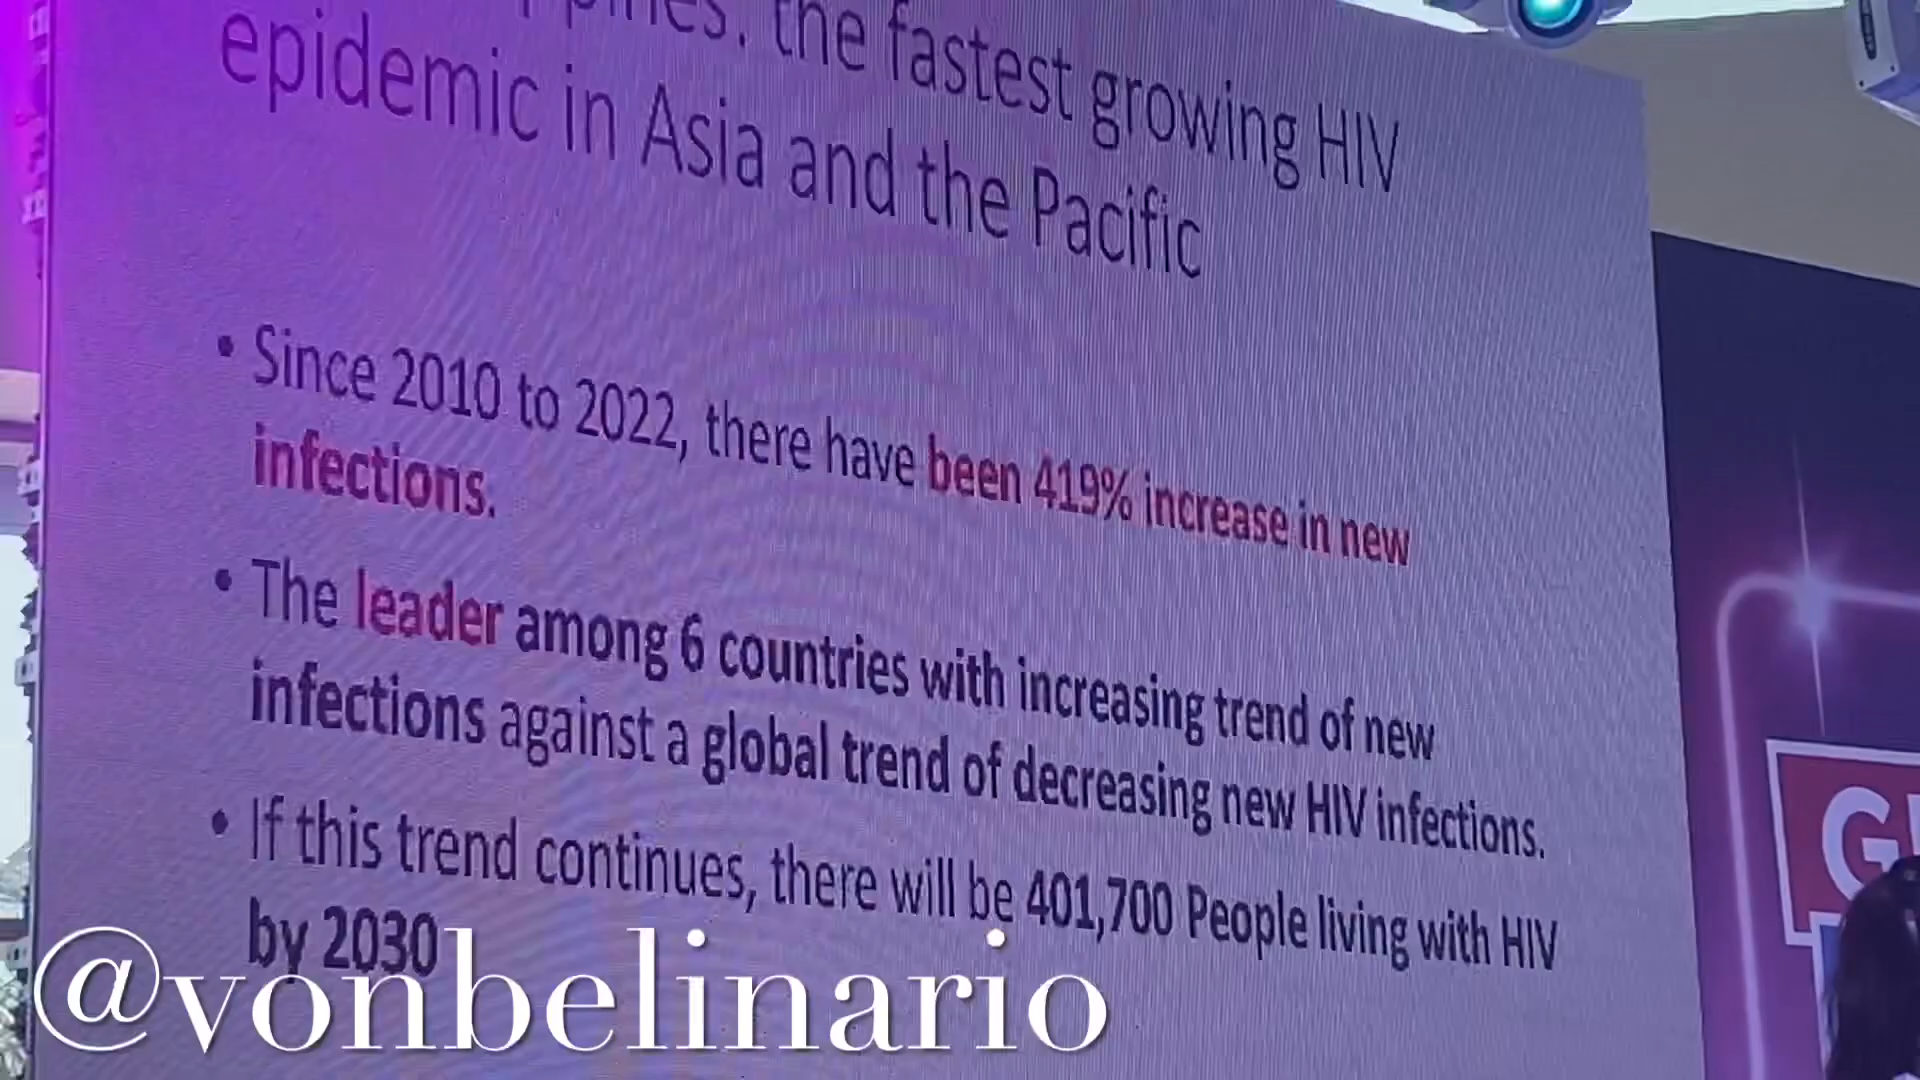 the fastest growing HIV
epidemic in Asia and the Pacific
• Since 2010 to 2022, there have been 419% increase in new
infections.
• The leader among 6 countries with increasing trend of new
infections against a global trend of decreasing new HIV infections.
• If this trend continues, there will be 401,700 People living with HIV
by 2030
@vonbelinario